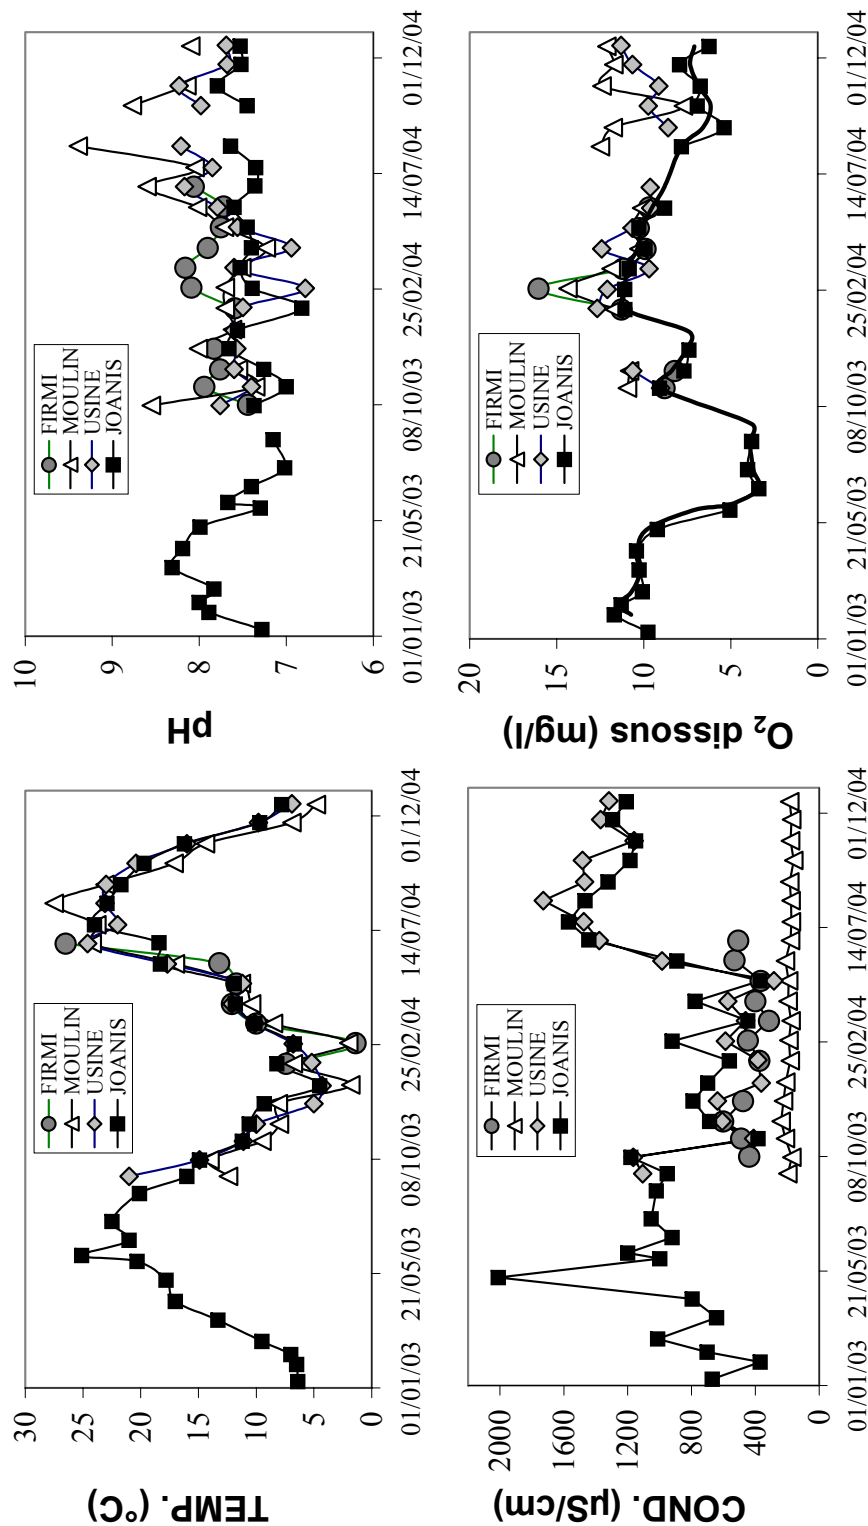 TEMP. (°C)
30
25
20
15
10
5
0
FIRMI
MOULIN
USINE
JOANIS
01/01/03 21/05/03 08/10/03 25/02/04 14/07/04 01/12/04
pH
10
9
8
7
6
FIRMI
MOULIN
USINE
JOANIS
01/01/03 21/05/03 08/10/03 25/02/04 14/07/04 01/12/04
COND. (µS/cm)
2000
1600
1200
800
400
0
FIRMI
MOULIN
USINE
JOANIS
01/01/03 21/05/03 08/10/03 25/02/04 14/07/04 01/12/04
O₂ dissous (mg/l)
20
15
10
5
0
FIRMI
MOULIN
USINE
JOANIS
01/01/03 21/05/03 08/10/03 25/02/04 14/07/04 01/12/04